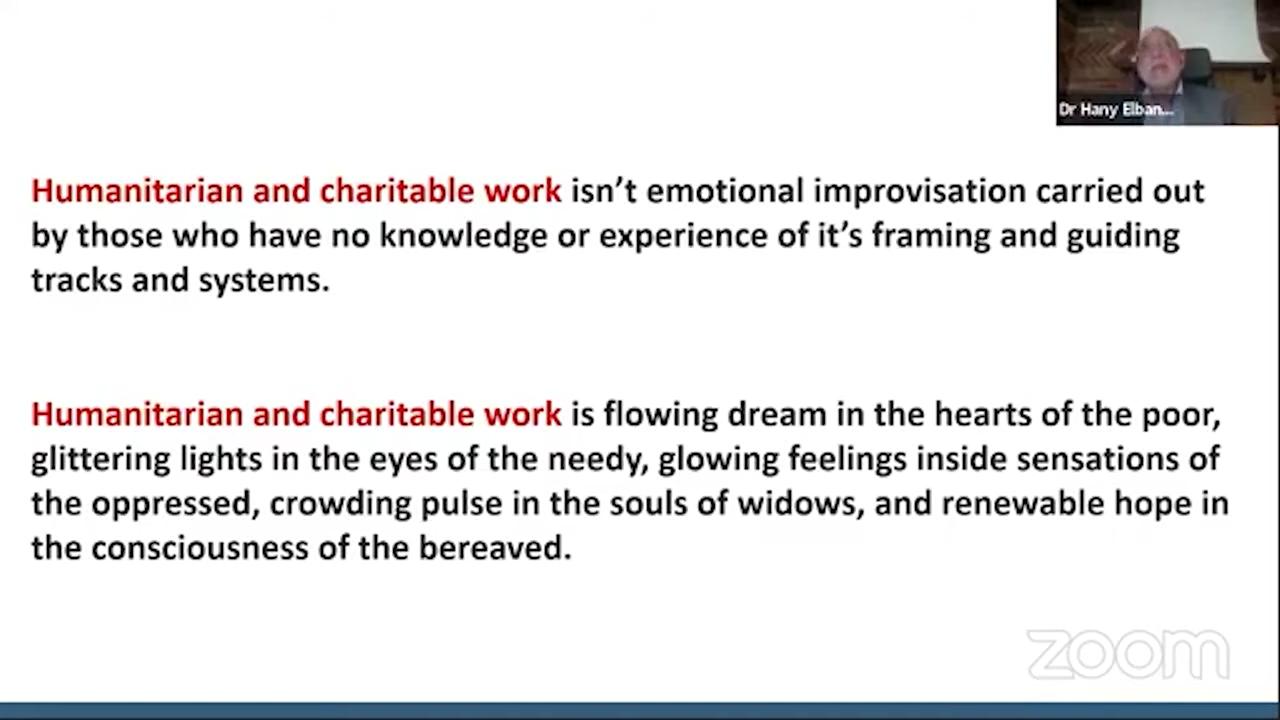 Dr Hany Elban...
Humanitarian and charitable work isn’t emotional improvisation carried out
by those who have no knowledge or experience of it’s framing and guiding
tracks and systems.
Humanitarian and charitable work is flowing dream in the hearts of the poor,
glittering lights in the eyes of the needy, glowing feelings inside sensations of
the oppressed, crowding pulse in the souls of widows, and renewable hope in
the consciousness of the bereaved.
zoom